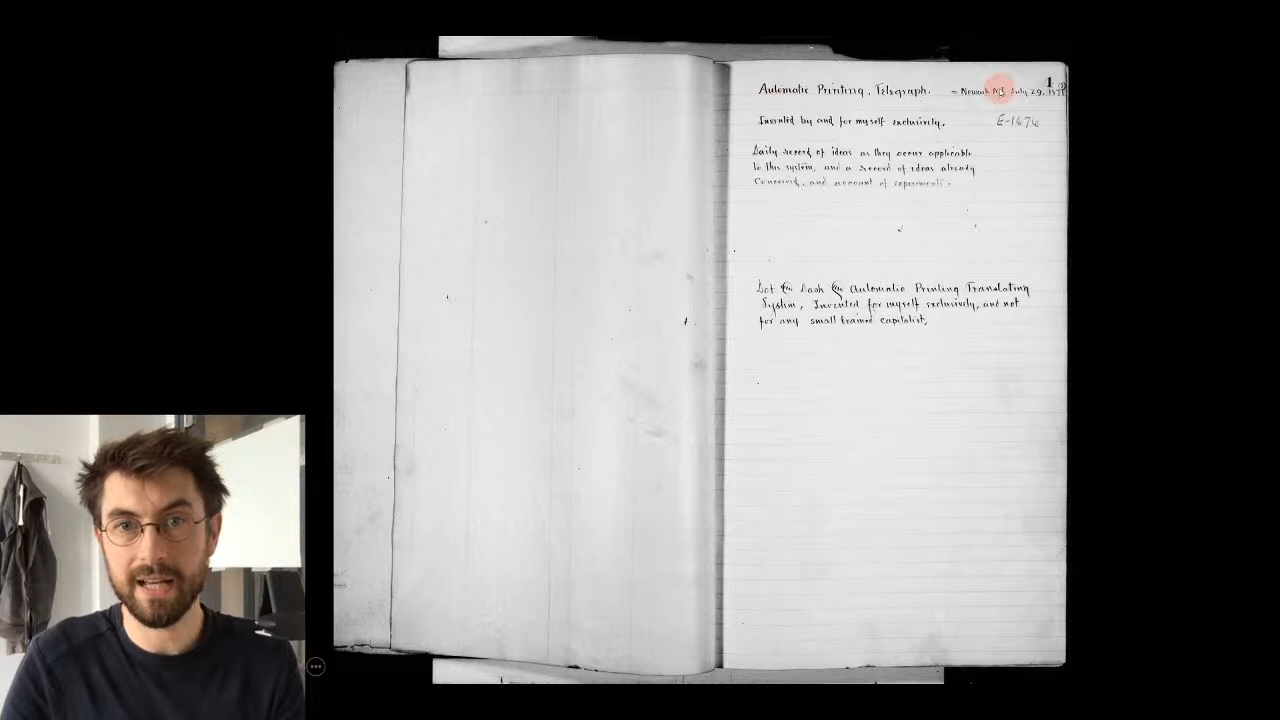 1
Automatic Printing, Telegraph. = Newark N.J. July 29,
Invented by and for myself exclusively.
E-1676
Daily record of ideas as they occur applicable
to this system, and a record of ideas already
Conceived, and account of experiments =
Dot and Dash and Automatic Printing Translating
System, Invented for myself exclusively, and not
for any small brained capitalist,